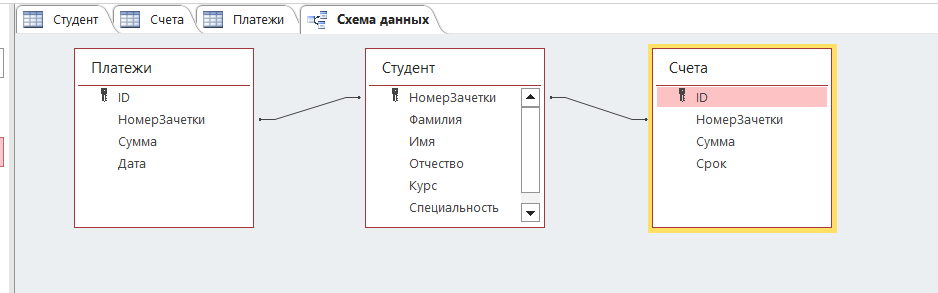 Студент
Счета
Платежи
Схема данных
Платежи
ID
НомерЗачетки
Сумма
Дата
Студент
НомерЗачетки
Фамилия
Имя
Отчество
Курс
Специальность
Счета
ID
НомерЗачетки
Сумма
Срок